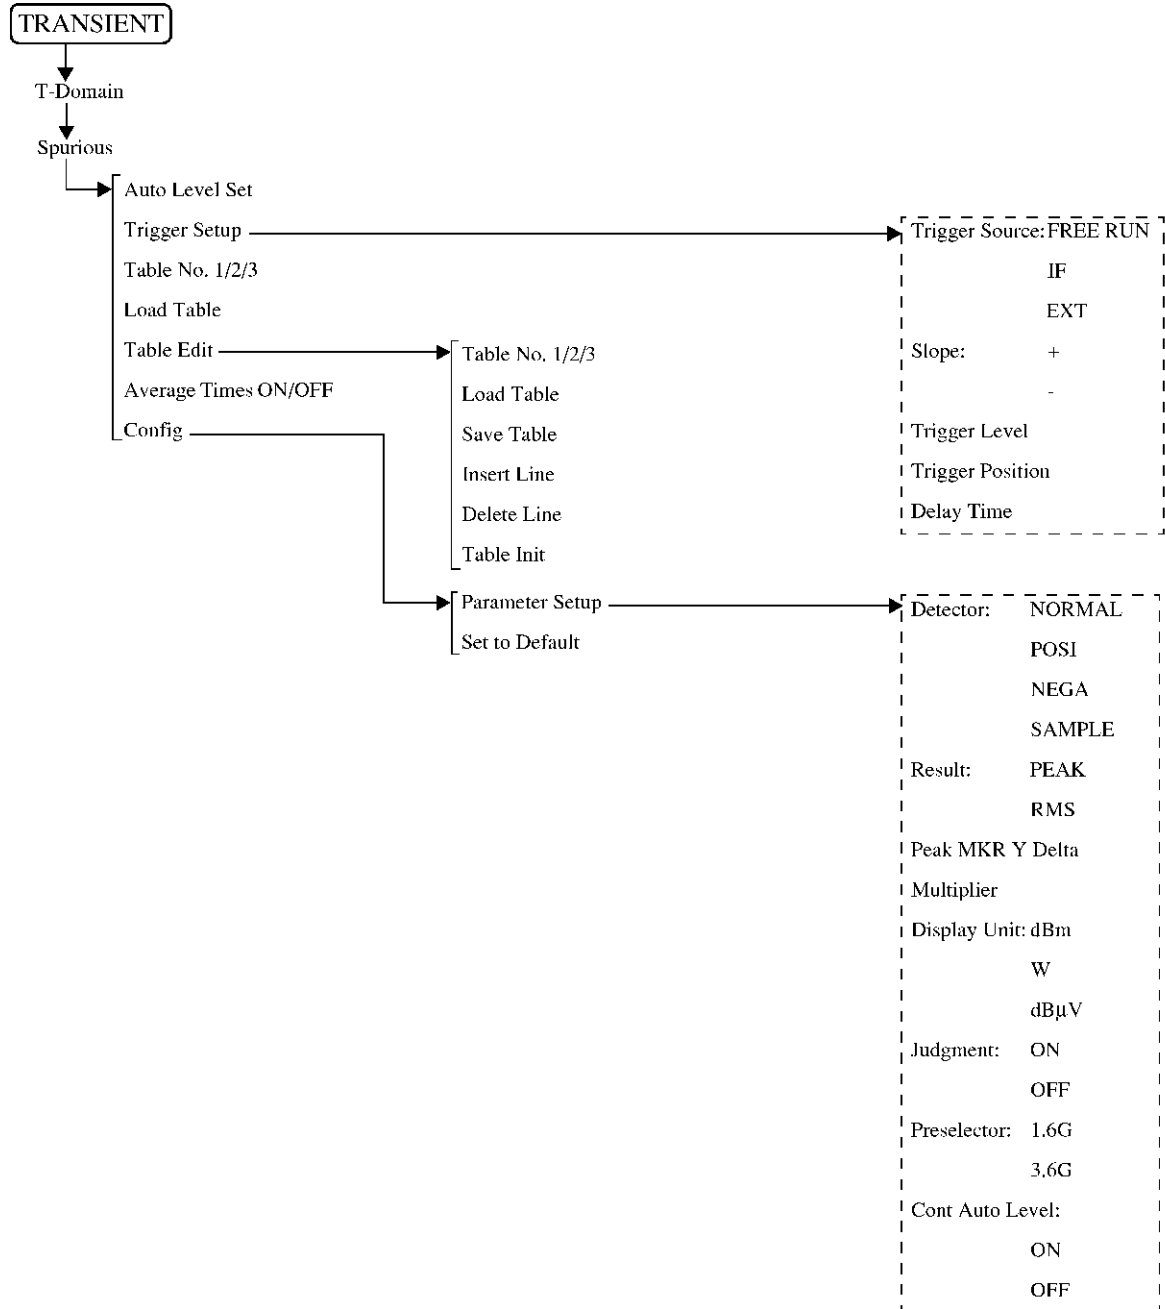 TRANSIENT
T-Domain
Spurious
Auto Level Set
Trigger Setup
Table No. 1/2/3
Load Table
Table Edit
Average Times ON/OFF
Config
Table No. 1/2/3
Load Table
Save Table
Insert Line
Delete Line
Table Init
Parameter Setup
Set to Default
Trigger Source: FREE RUN
IF
EXT
Slope: +
-
Trigger Level
Trigger Position
Delay Time
Detector: NORMAL
POSI
NEGA
SAMPLE
Result: PEAK
RMS
Peak MKR Y Delta
Multiplier
Display Unit: dBm
W
dBμV
Judgment: ON
OFF
Preselector: 1.6G
3.6G
Cont Auto Level:
ON
OFF